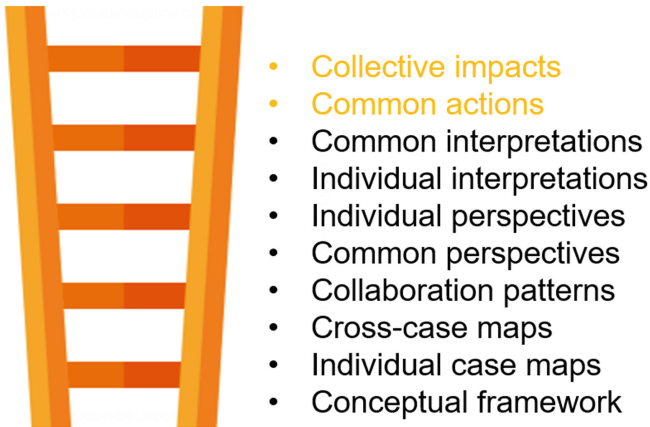 • Collective impacts
• Common actions
• Common interpretations
• Individual interpretations
• Individual perspectives
• Common perspectives
• Collaboration patterns
• Cross-case maps
• Individual case maps
• Conceptual framework